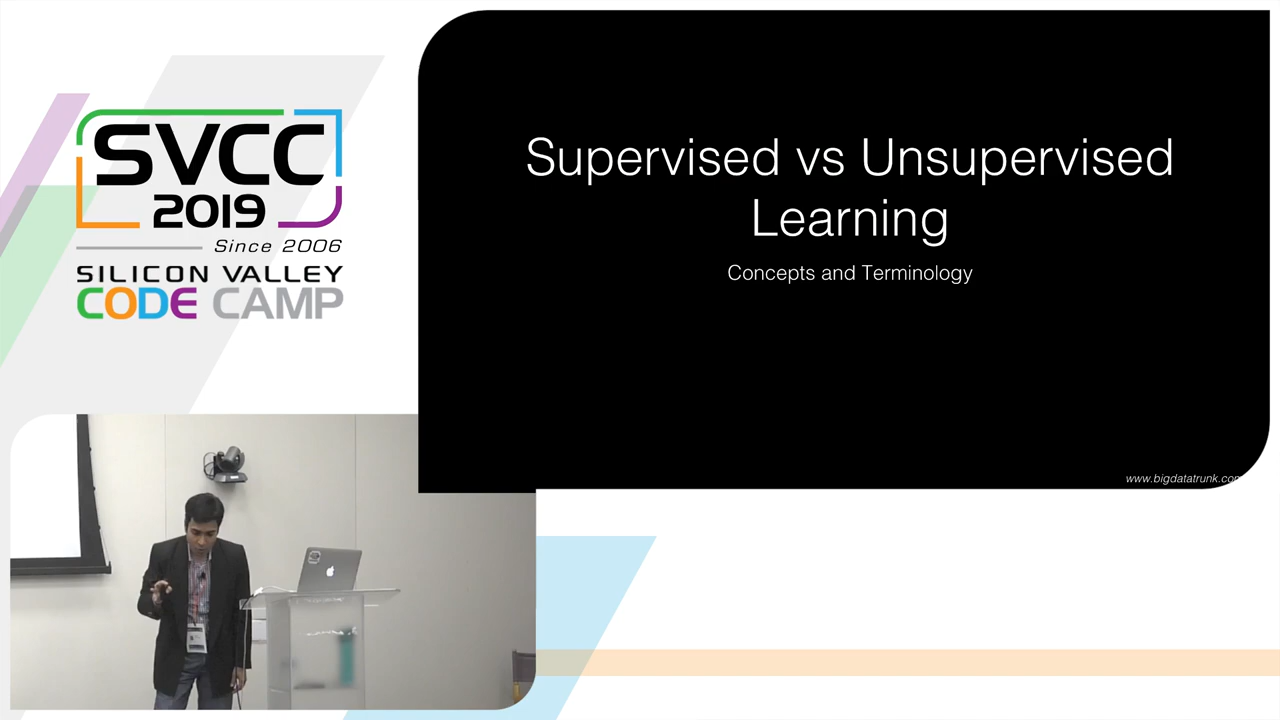 SVCC
2019
Since 2006
SILICON VALLEY
CODE CAMP
Supervised vs Unsupervised
Learning
Concepts and Terminology
www.bigdatatrunk.com